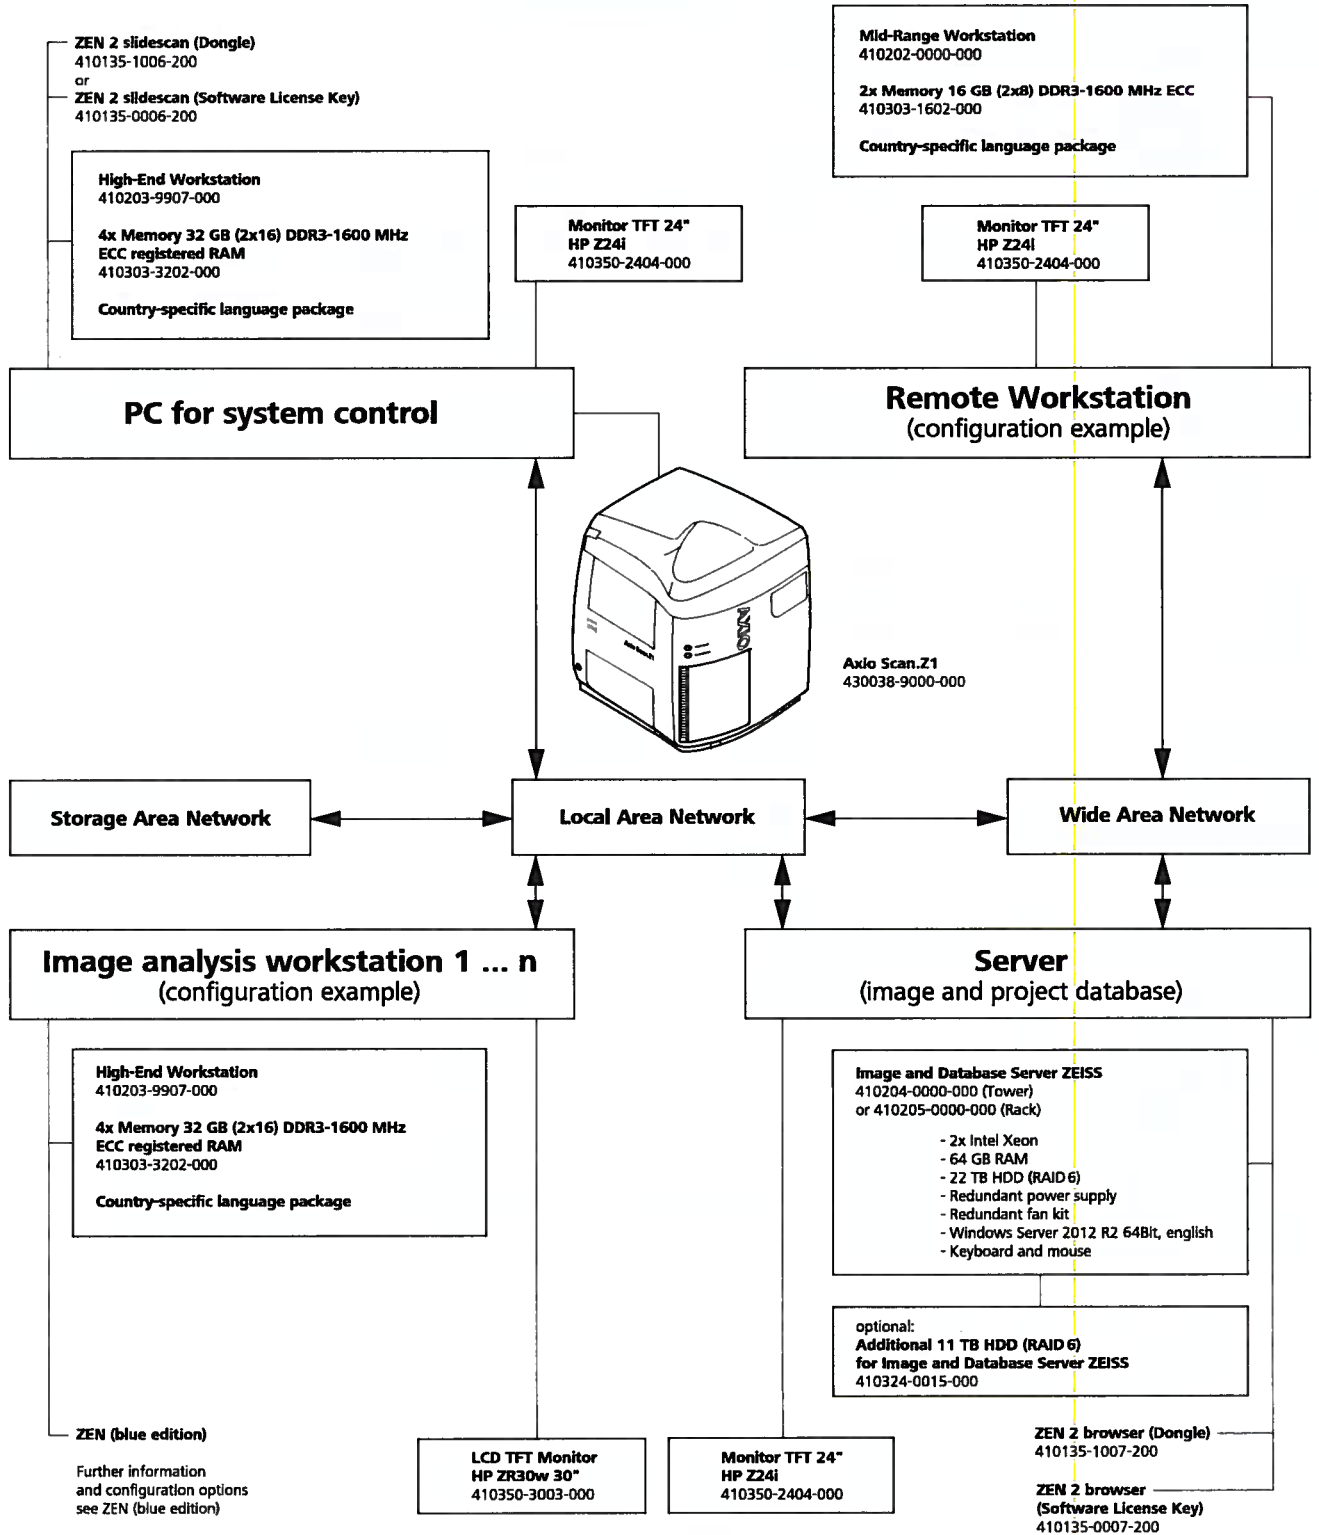 ZEN 2 slidescan (Dongle)
410135-1006-200
or
ZEN 2 slidescan (Software License Key)
410135-0006-200
High-End Workstation
410203-9907-000
4x Memory 32 GB (2x16) DDR3-1600 MHz
ECC registered RAM
410303-3202-000
Country-specific language package
Monitor TFT 24"
HP Z24i
410350-2404-000
Mid-Range Workstation
410202-0000-000
2x Memory 16 GB (2x8) DDR3-1600 MHz ECC
410303-1602-000
Country-specific language package
Monitor TFT 24"
HP Z24i
410350-2404-000
PC for system control
Remote Workstation
(configuration example)
AXIO
Axio Scan.Z1
Axio Scan.Z1
430038-9000-000
Storage Area Network
Local Area Network
Wide Area Network
Image analysis workstation 1 ... n
(configuration example)
Server
(image and project database)
High-End Workstation
410203-9907-000
4x Memory 32 GB (2x16) DDR3-1600 MHz
ECC registered RAM
410303-3202-000
Country-specific language package
Image and Database Server ZEISS
410204-0000-000 (Tower)
or 410205-0000-000 (Rack)
- 2x Intel Xeon
- 64 GB RAM
- 22 TB HDD (RAID 6)
- Redundant power supply
- Redundant fan kit
- Windows Server 2012 R2 64Bit, english
- Keyboard and mouse
optional:
Additional 11 TB HDD (RAID 6)
for Image and Database Server ZEISS
410324-0015-000
ZEN (blue edition)
Further information
and configuration options
see ZEN (blue edition)
LCD TFT Monitor
HP ZR30w 30"
410350-3003-000
Monitor TFT 24"
HP Z24i
410350-2404-000
ZEN 2 browser (Dongle)
410135-1007-200
ZEN 2 browser
(Software License Key)
410135-0007-200